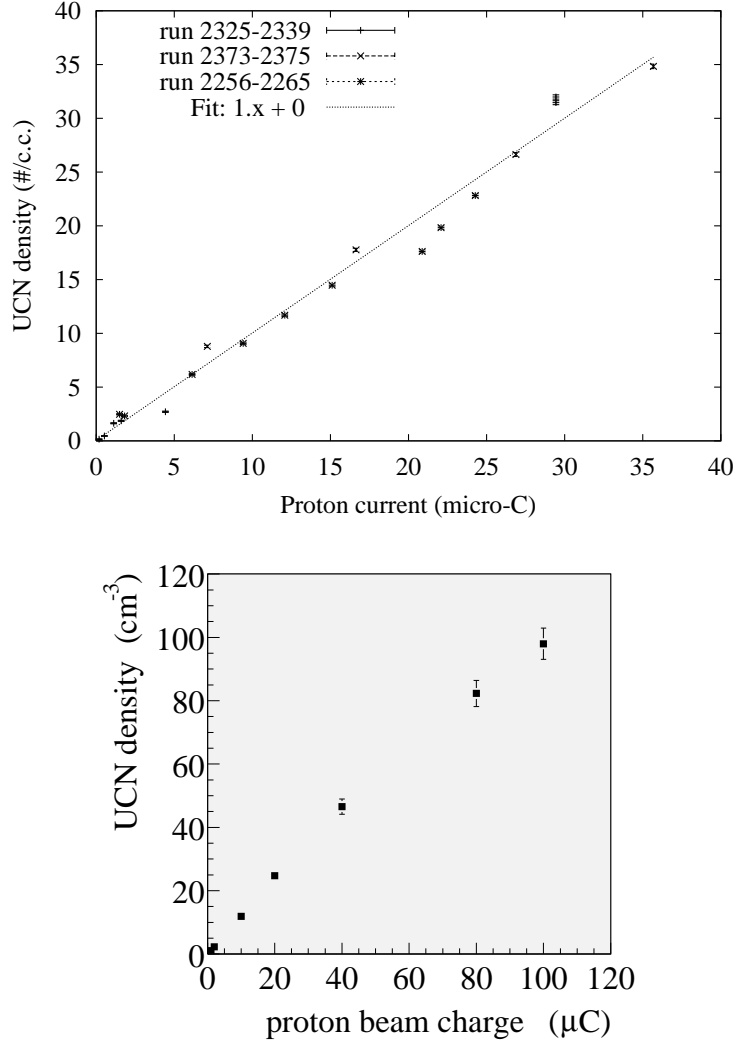 run 2325-2339
run 2373-2375
run 2256-2265
Fit: 1.x + 0
UCN density (#/c.c.)
40
35
30
25
20
15
10
5
0
0 5 10 15 20 25 30 35 40
Proton current (micro-C)
UCN density (cm-3)
120
100
80
60
40
20
0
0 20 40 60 80 100 120
proton beam charge (μC)